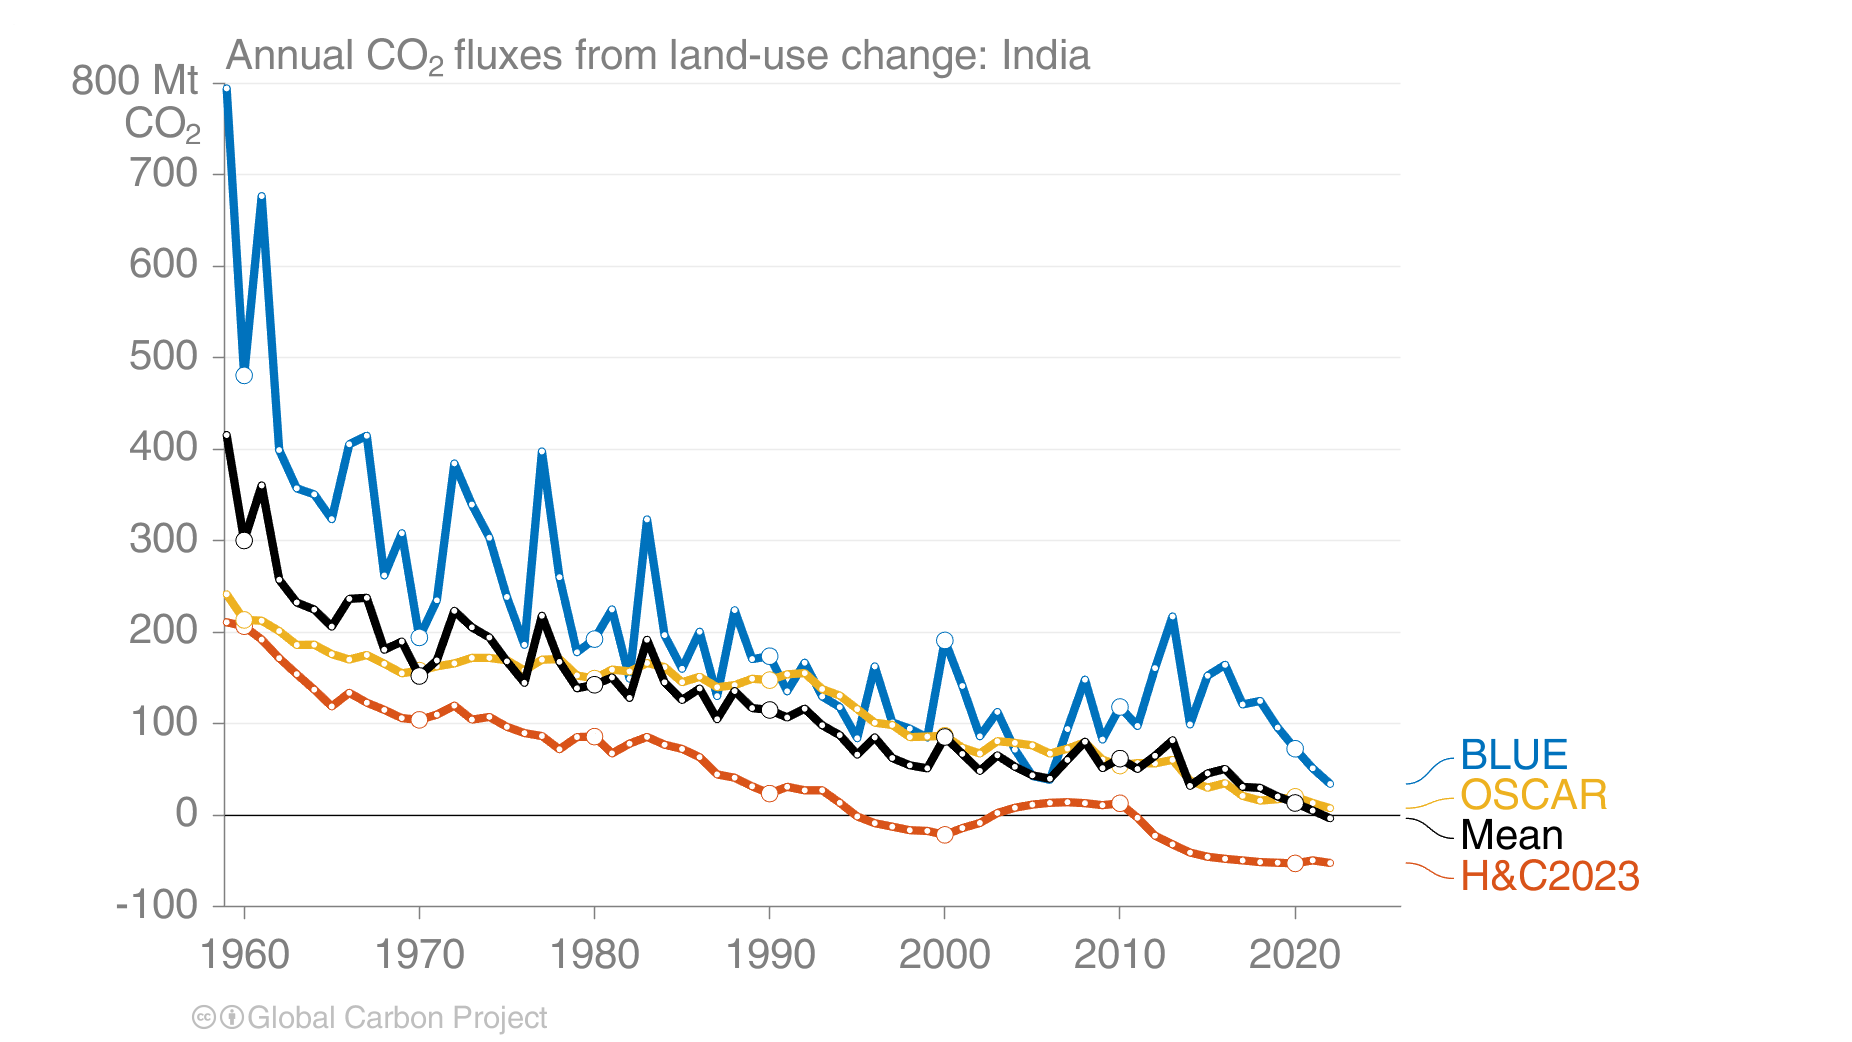 Annual CO₂ fluxes from land-use change: India
800 Mt
CO₂
700
600
500
400
300
200
100
0
-100
1960 1970 1980 1990 2000 2010 2020
BLUE
OSCAR
Mean
H&C2023
cc Global Carbon Project